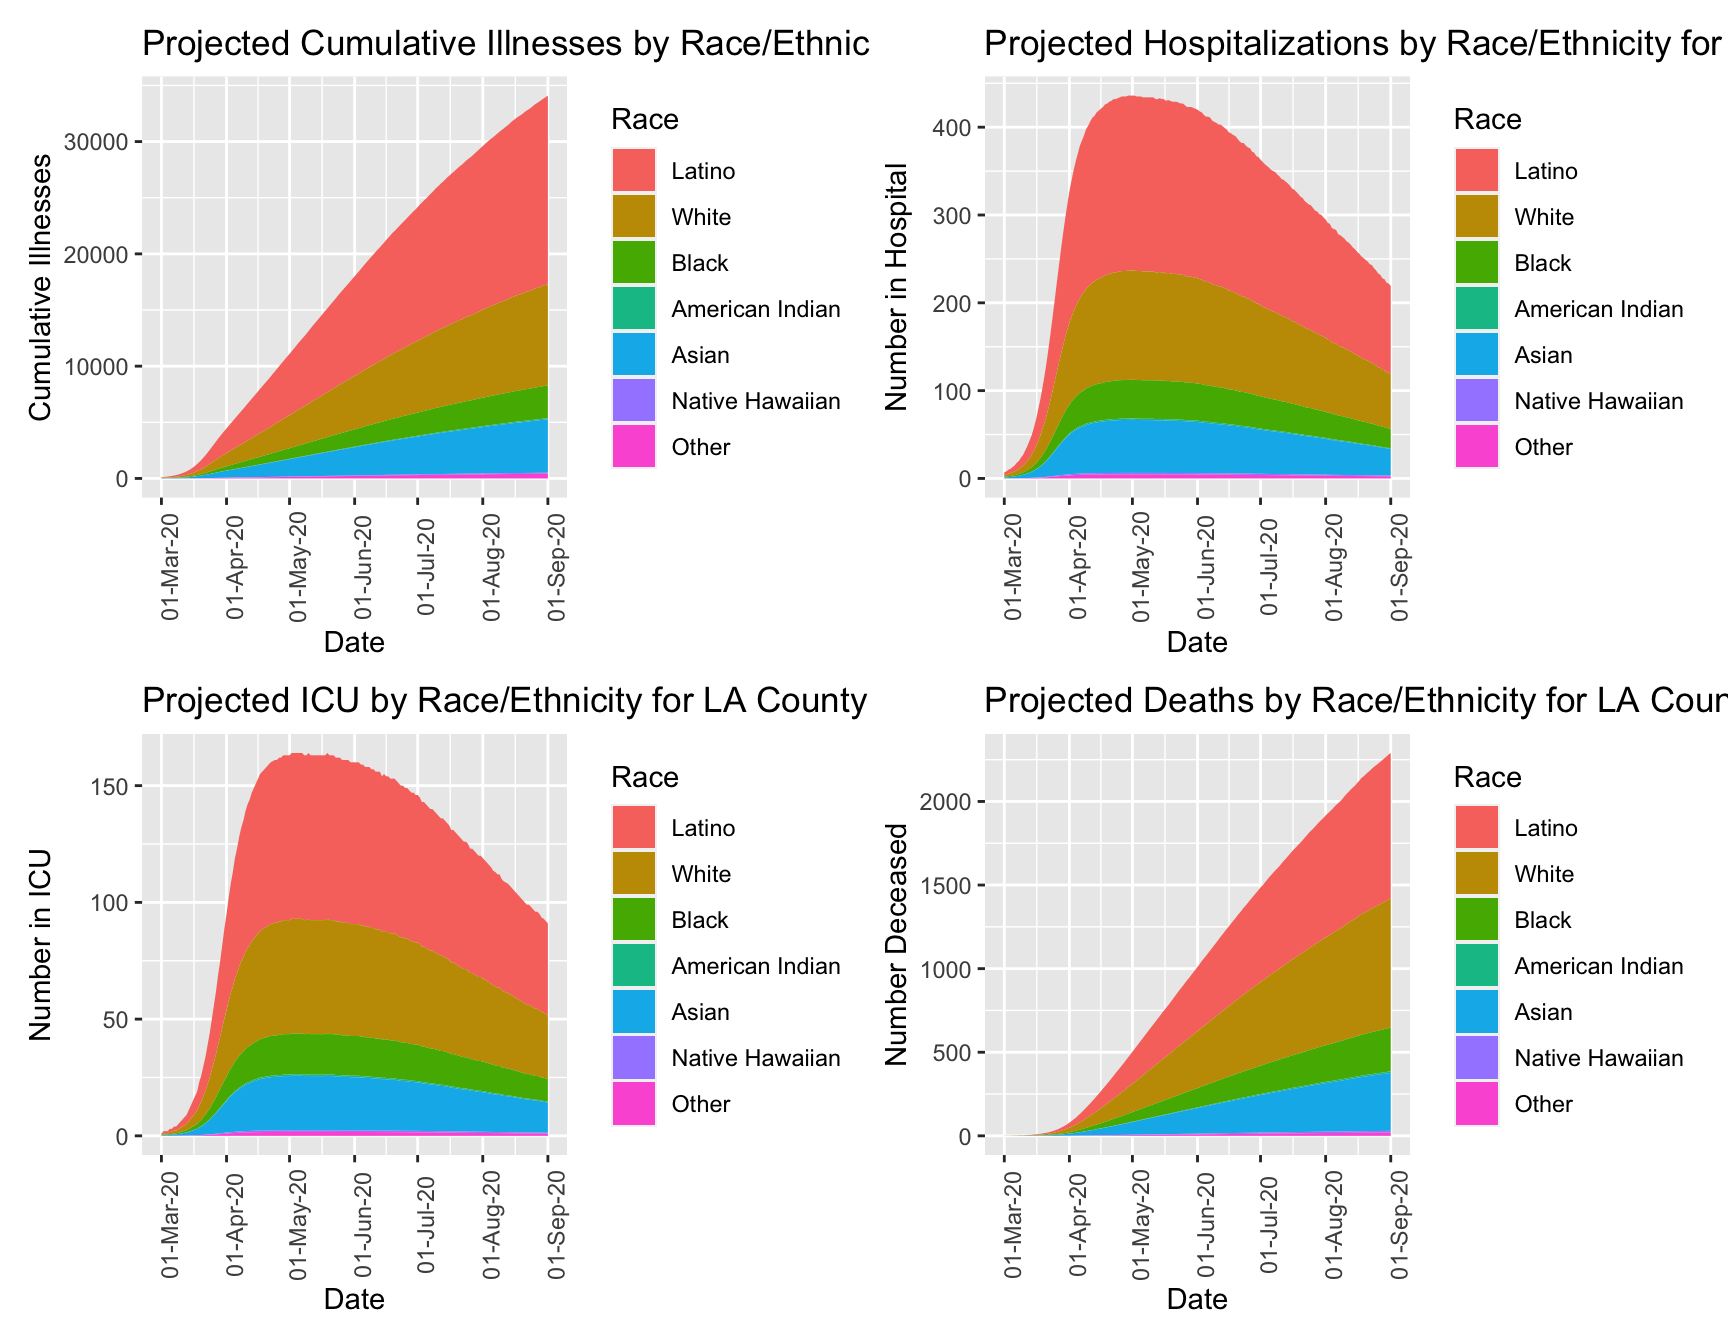 Projected Cumulative Illnesses by Race/Ethnic
Cumulative Illnesses
30000
20000
10000
0
01-Mar-20
01-Apr-20
01-May-20
01-Jun-20
01-Jul-20
01-Aug-20
01-Sep-20
Date
Race
Latino
White
Black
American Indian
Asian
Native Hawaiian
Other
Projected Hospitalizations by Race/Ethnicity for
Number in Hospital
400
300
200
100
0
01-Mar-20
01-Apr-20
01-May-20
01-Jun-20
01-Jul-20
01-Aug-20
01-Sep-20
Date
Race
Latino
White
Black
American Indian
Asian
Native Hawaiian
Other
Projected ICU by Race/Ethnicity for LA County
Number in ICU
150
100
50
0
01-Mar-20
01-Apr-20
01-May-20
01-Jun-20
01-Jul-20
01-Aug-20
01-Sep-20
Date
Race
Latino
White
Black
American Indian
Asian
Native Hawaiian
Other
Projected Deaths by Race/Ethnicity for LA Coun
Number Deceased
2000
1500
1000
500
0
01-Mar-20
01-Apr-20
01-May-20
01-Jun-20
01-Jul-20
01-Aug-20
01-Sep-20
Date
Race
Latino
White
Black
American Indian
Asian
Native Hawaiian
Other